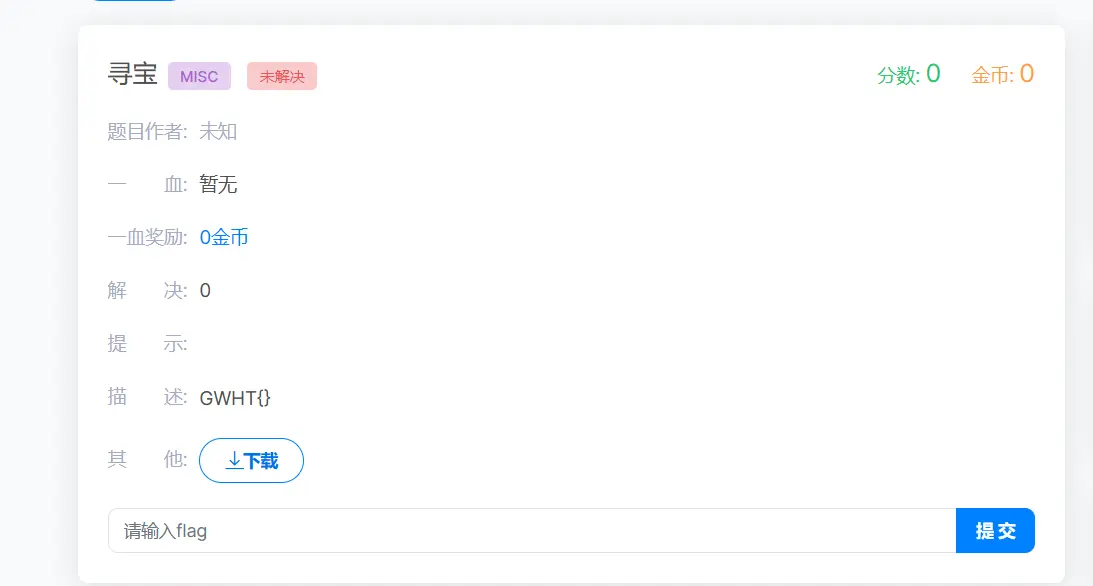 寻宝 MISC 未解决 分数: 0 金币: 0
题目作者: 未知
一 血: 暂无
一血奖励: 0金币
解 决: 0
提 示:
描 述: GWHT{}
其 他: 下载
请输入flag 提交